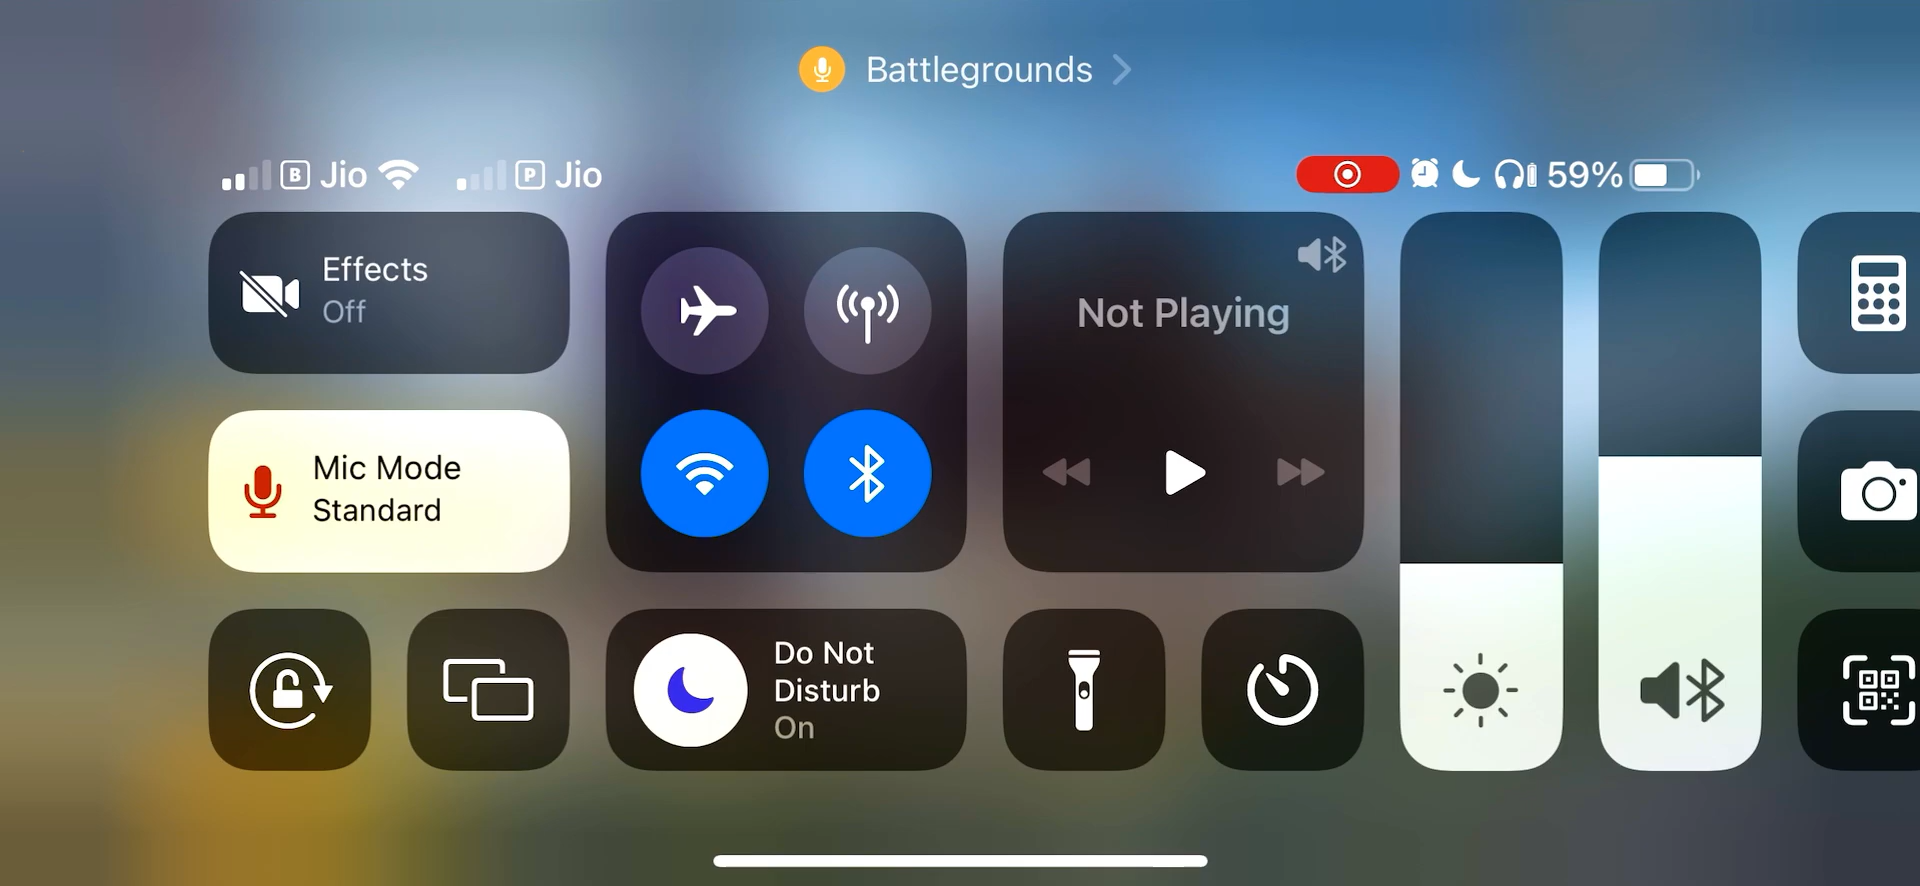 Battlegrounds
B Jio P Jio 59%
Effects
Off
Not Playing
Mic Mode
Standard
Do Not
Disturb
On